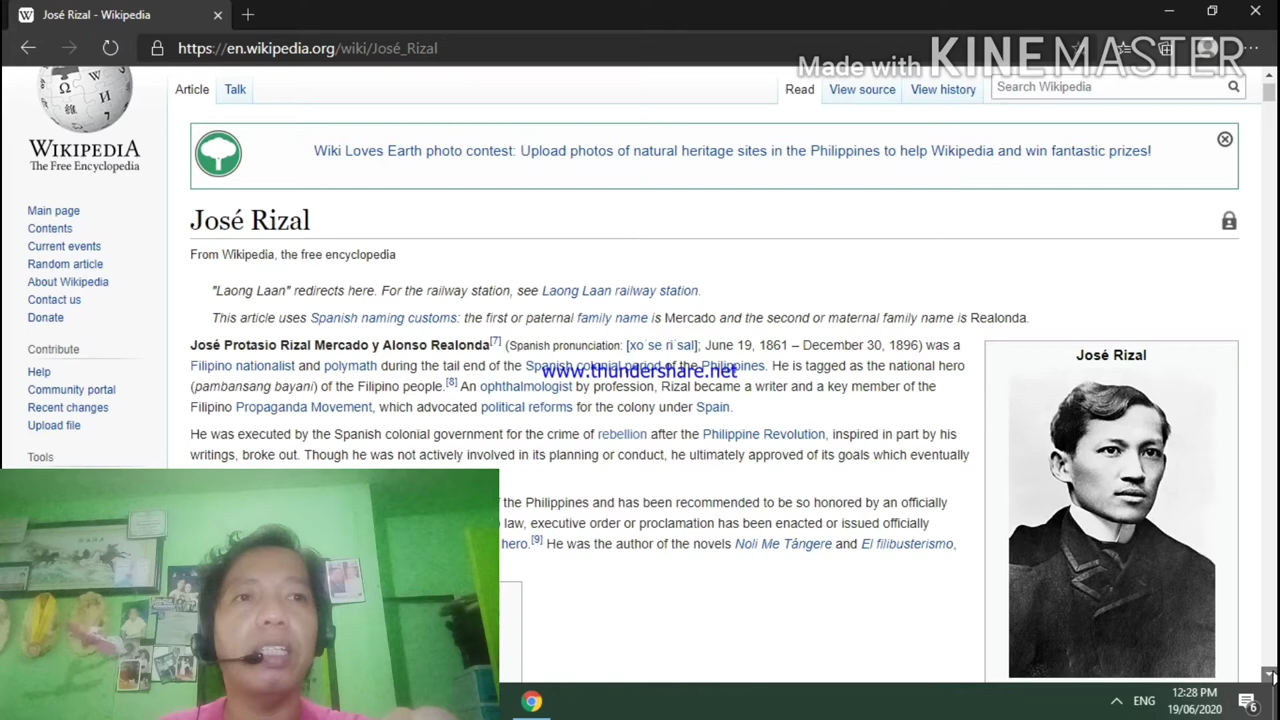 José Rizal - Wikipedia
https://en.wikipedia.org/wiki/José_Rizal
Made with KINEMASTER
Article Talk Read View source View history Search Wikipedia
WIKIPEDIA
The Free Encyclopedia
Wiki Loves Earth photo contest: Upload photos of natural heritage sites in the Philippines to help Wikipedia and win fantastic prizes!
Main page
Contents
Current events
Random article
About Wikipedia
Contact us
Donate
Contribute
Help
Community portal
Recent changes
Upload file
Tools
José Rizal
From Wikipedia, the free encyclopedia
"Laong Laan" redirects here. For the railway station, see Laong Laan railway station.
This article uses Spanish naming customs: the first or paternal family name is Mercado and the second or maternal family name is Realonda.
José Protasio Rizal Mercado y Alonso Realonda[7] (Spanish pronunciation: [xoˈse riˈsal]; June 19, 1861 – December 30, 1896) was a
Filipino nationalist and polymath during the tail end of the Spanish colonial period of the Philippines. He is tagged as the national hero
www.thundershare.net
(pambansang bayani) of the Filipino people.[8] An ophthalmologist by profession, Rizal became a writer and a key member of the
Filipino Propaganda Movement, which advocated political reforms for the colony under Spain.
He was executed by the Spanish colonial government for the crime of rebellion after the Philippine Revolution, inspired in part by his
writings, broke out. Though he was not actively involved in its planning or conduct, he ultimately approved of its goals which eventually
the Philippines and has been recommended to be so honored by an officially
law, executive order or proclamation has been enacted or issued officially
hero.[9] He was the author of the novels Noli Me Tángere and El filibusterismo,
José Rizal
ENG
12:28 PM
19/06/2020
6